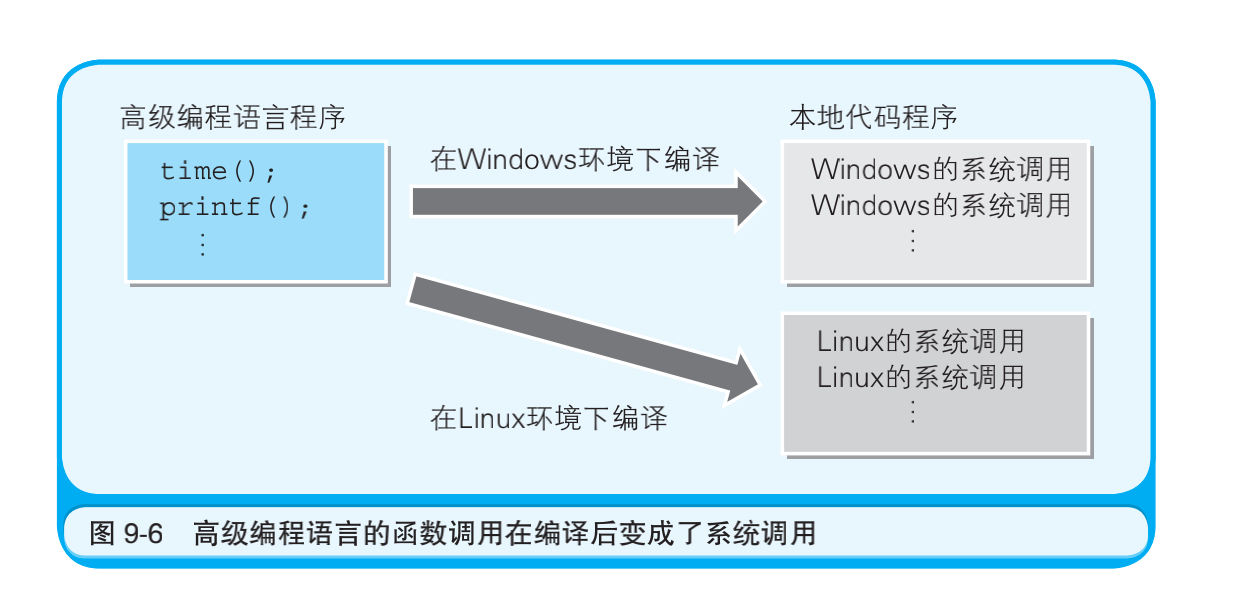 高级编程语言程序
time();
printf();
⋮
在Windows环境下编译
本地代码程序
Windows的系统调用
Windows的系统调用
⋮
在Linux环境下编译
Linux的系统调用
Linux的系统调用
⋮
图 9-6 高级编程语言的函数调用在编译后变成了系统调用